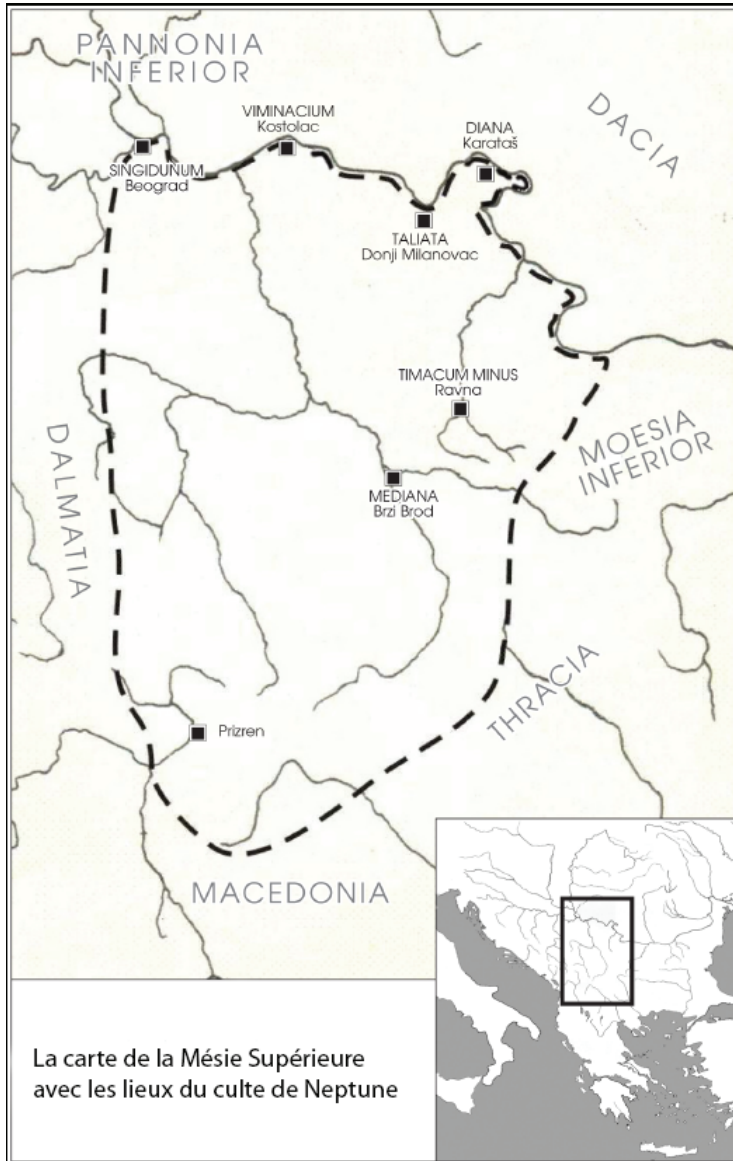 PANNONIA
INFERIOR
DACIA
VIMINACIUM
Kostolac
DIANA
Karataš
SINGIDUNUM
Beograd
TALIATA
Donji Milanovac
TIMACUM MINUS
Ravna
MOESIA
INFERIOR
DALMATIA
MEDIANA
Brzi Brod
THRACIA
Prizren
MACEDONIA
La carte de la Mésie Supérieure
avec les lieux du culte de Neptune